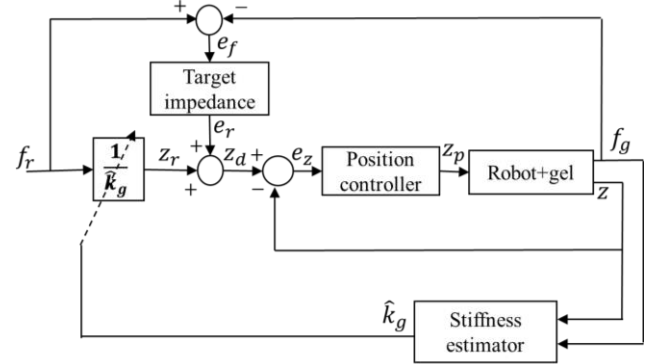 + −
e_f
Target
impedance
e_r
f_r
1
k̂_g
z_r
+
+
z_d
+
−
e_z
Position
controller
z_p
Robot+gel
f_g
z
k̂_g
Stiffness
estimator